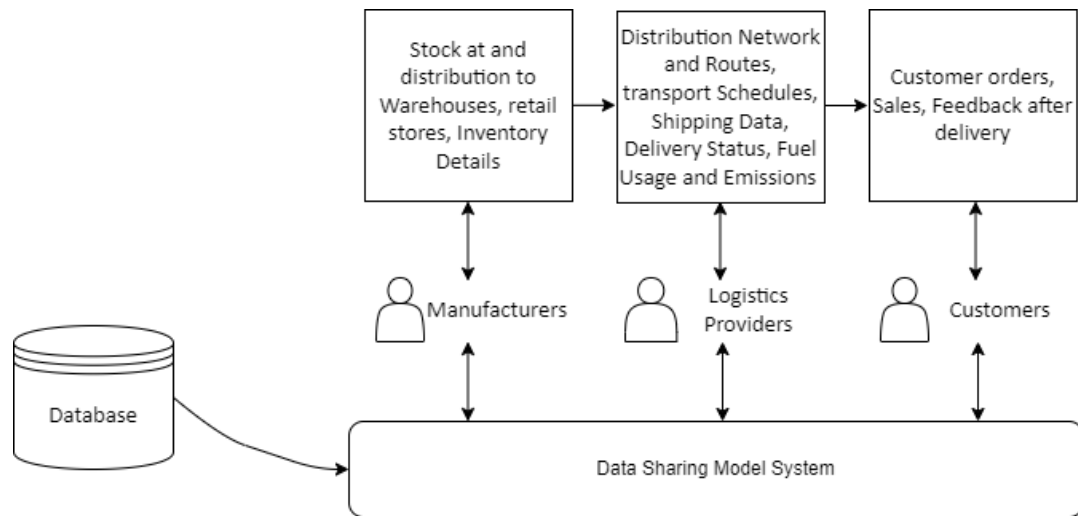 Stock at and
distribution to
Warehouses, retail
stores, Inventory
Details
Distribution Network
and Routes,
transport Schedules,
Shipping Data,
Delivery Status, Fuel
Usage and Emissions
Customer orders,
Sales, Feedback after
delivery
Manufacturers
Logistics
Providers
Customers
Database
Data Sharing Model System